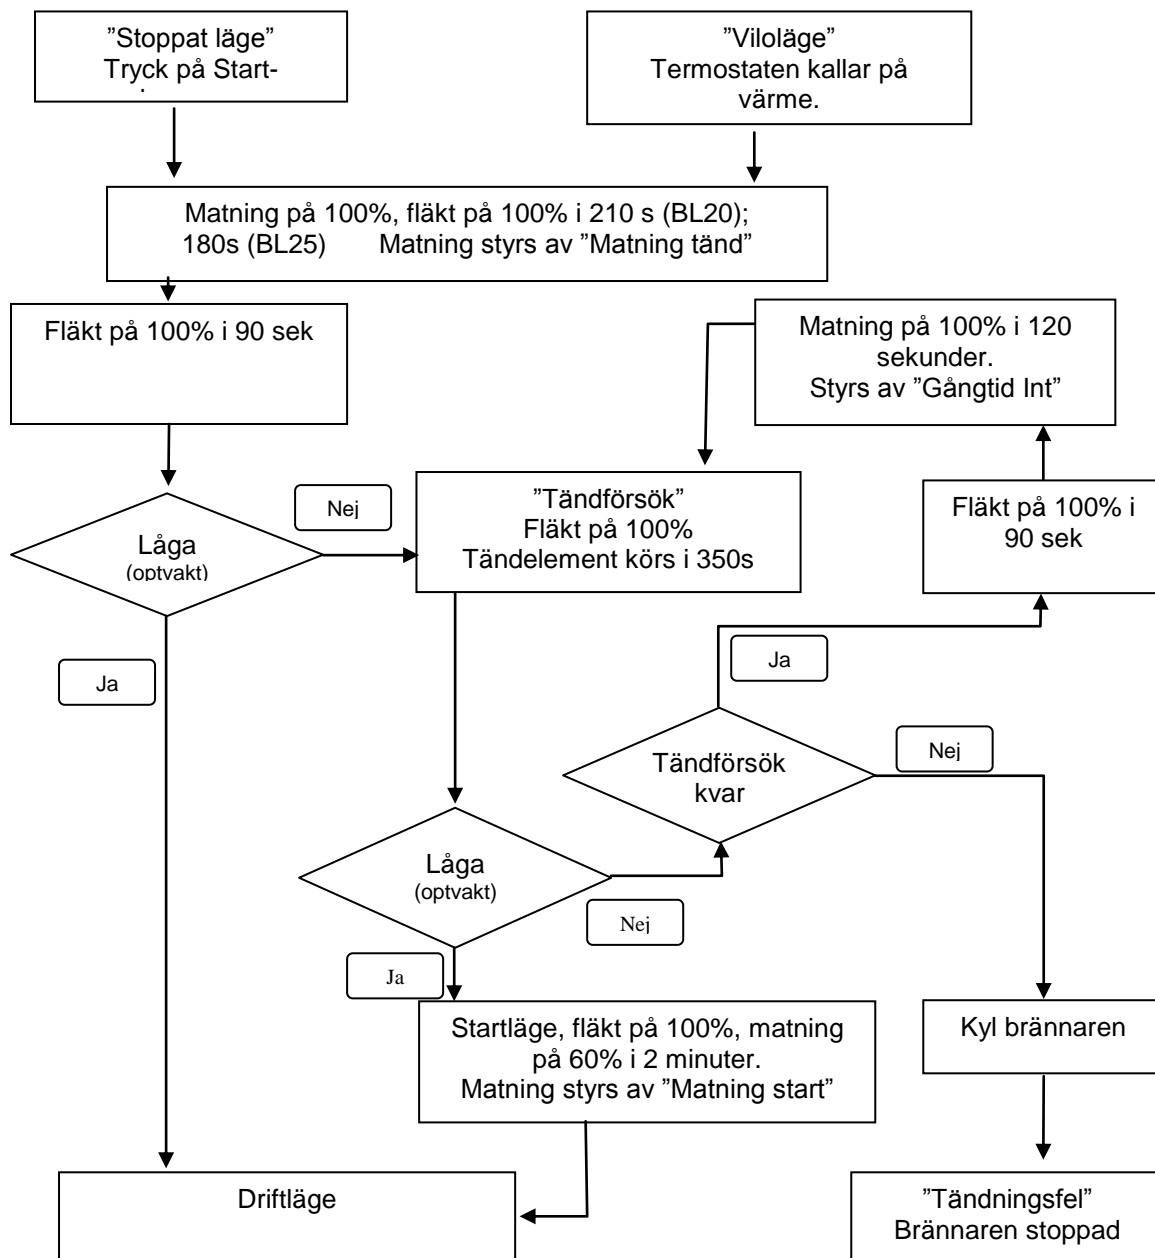 ”Stoppat läge”
Tryck på Start-
”Viloläge”
Termostaten kallar på
värme.
Matning på 100%, fläkt på 100% i 210 s (BL20);
180s (BL25) Matning styrs av ”Matning tänd”
Fläkt på 100% i 90 sek
Matning på 100% i 120
sekunder.
Styrs av ”Gångtid Int”
Låga
(optvakt)
Nej
”Tändförsök”
Fläkt på 100%
Tändelement körs i 350s
Fläkt på 100% i
90 sek
Ja
Ja
Tändförsök
kvar
Nej
Låga
(optvakt)
Nej
Ja
Startläge, fläkt på 100%, matning
på 60% i 2 minuter.
Matning styrs av ”Matning start”
Kyl brännaren
Driftläge
”Tändningsfel”
Brännaren stoppad